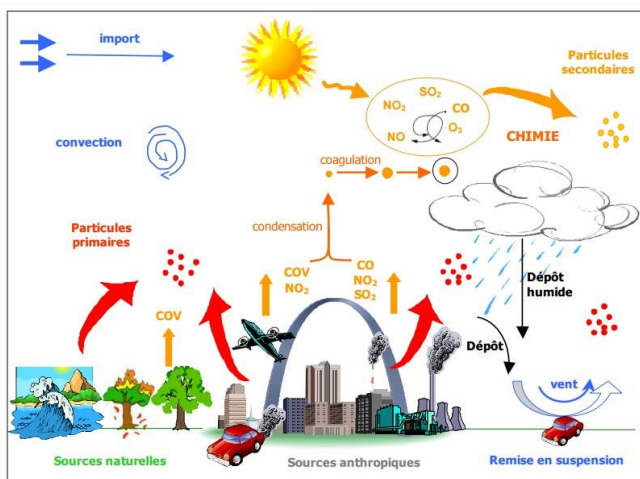 import
Particules
secondaires
SO₂
NO₂
CO
O₃
NO
CHIMIE
convection
coagulation
condensation
Particules
primaires
COV
NO₂
CO
NO₂
SO₂
Dépôt
humide
COV
Dépôt
vent
Sources naturelles
Sources anthropiques
Remise en suspension